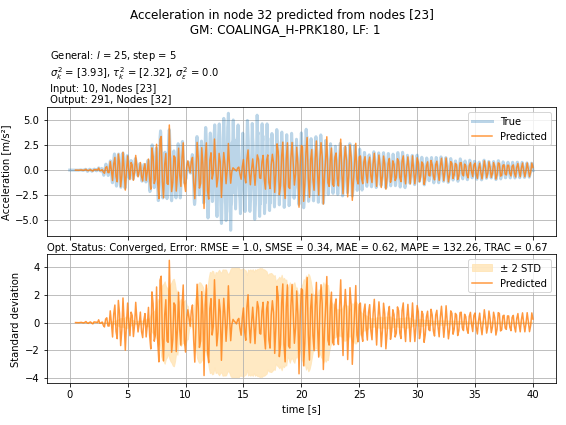 Acceleration in node 32 predicted from nodes [23]
GM: COALINGA_H-PRK180, LF: 1
General: l = 25, step = 5
σ²ₖ = [3.93], τ²ₖ = [2.32], σ²ε = 0.0
Input: 10, Nodes [23]
Output: 291, Nodes [32]
Acceleration [m/s²]
5.0
2.5
0.0
−2.5
−5.0
True
Predicted
Opt. Status: Converged, Error: RMSE = 1.0, SMSE = 0.34, MAE = 0.62, MAPE = 132.26, TRAC = 0.67
Standard deviation
4
2
0
−2
−4
± 2 STD
Predicted
0 5 10 15 20 25 30 35 40
time [s]